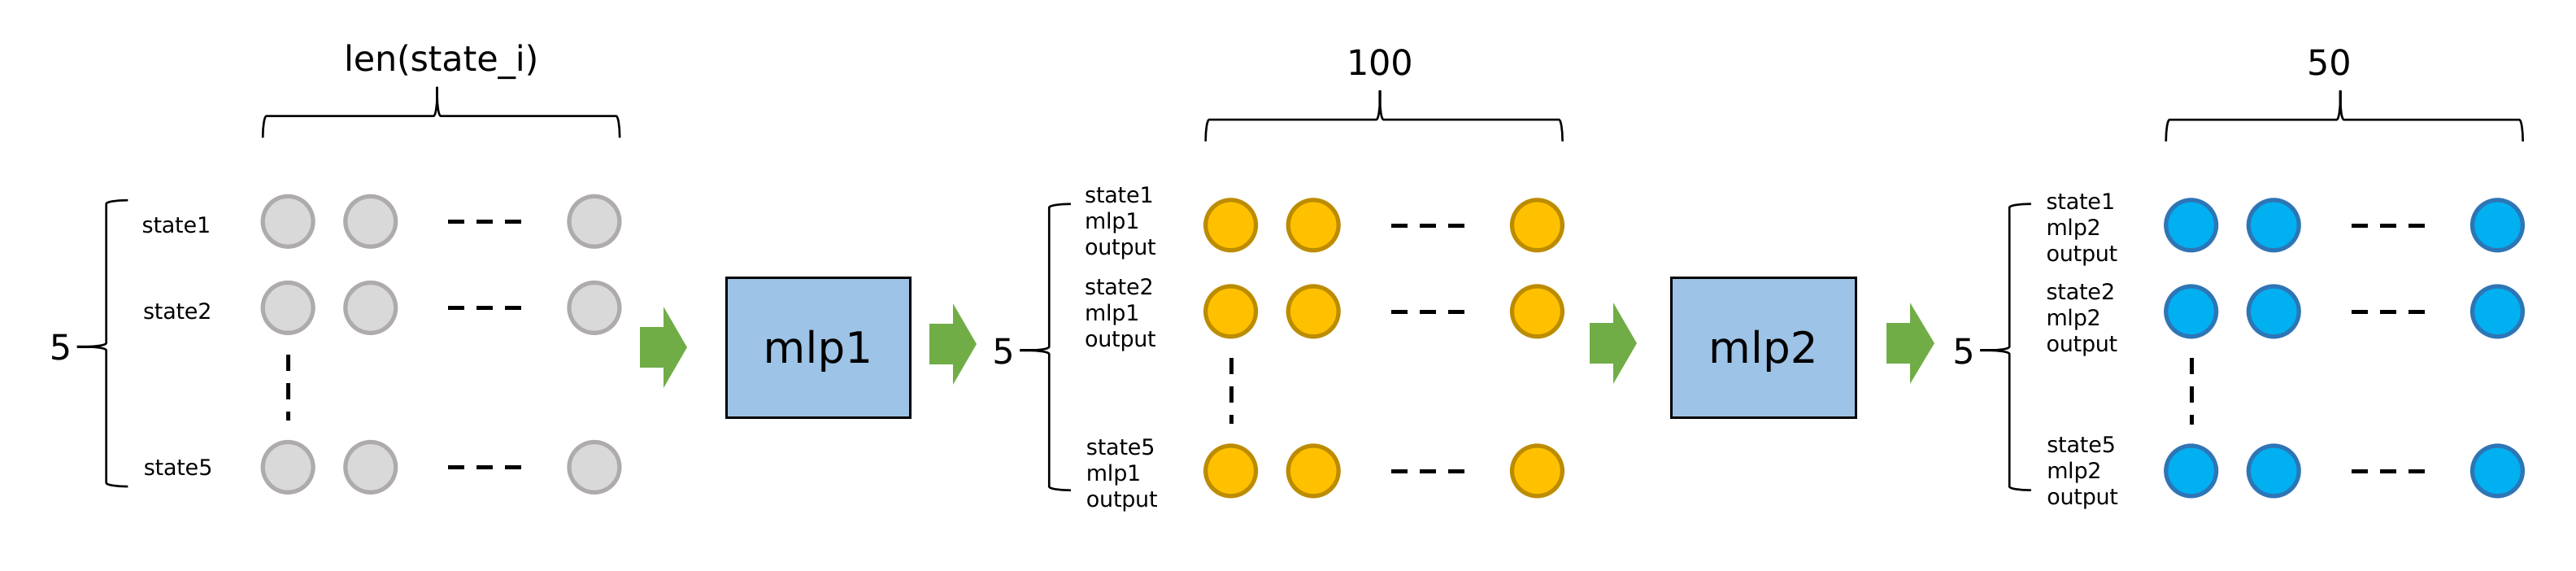 len(state_i)
5
state1
state2
state5
mlp1
100
5
state1
mlp1
output
state2
mlp1
output
state5
mlp1
output
mlp2
50
5
state1
mlp2
output
state2
mlp2
output
state5
mlp2
output